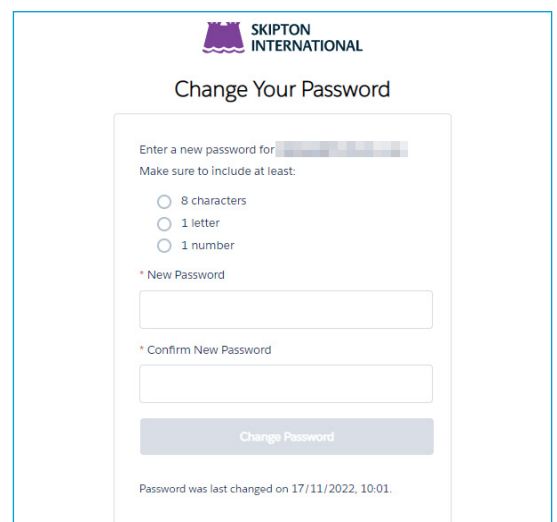 SKIPTON
INTERNATIONAL
Change Your Password
Enter a new password for
Make sure to include at least:
8 characters
1 letter
1 number
* New Password
* Confirm New Password
Change Password
Password was last changed on 17/11/2022, 10:01.